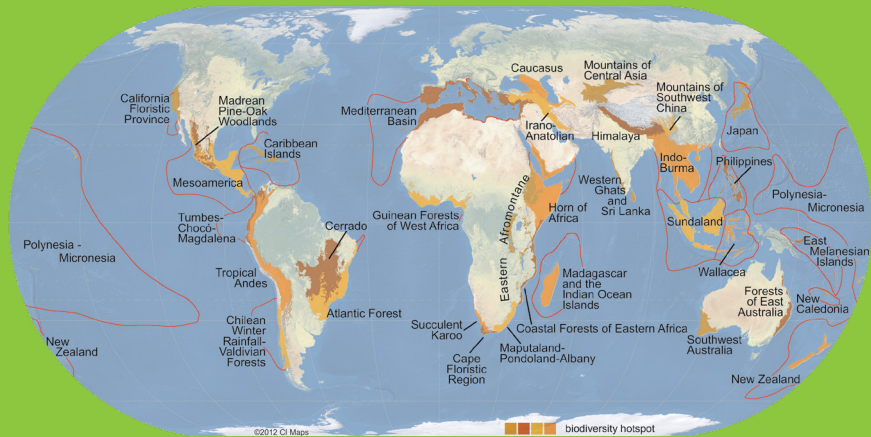 Caucasus
Mountains of
Central Asia
Mountains of
Southwest
China
California
Floristic
Province
Madrean
Pine-Oak
Woodlands
Mediterranean
Basin
Irano-
Anatolian
Himalaya
Japan
Caribbean
Islands
Indo-
Burma
Philippines
Mesoamerica
Western
Ghats
and
Sri Lanka
Polynesia-
Micronesia
Tumbes-
Chocó-
Magdalena
Cerrado
Guinean Forests
of West Africa
Eastern Afromontane
Horn of
Africa
Sundaland
Polynesia -
Micronesia
East
Melanesian
Islands
Wallacea
Tropical
Andes
Madagascar
and the
Indian Ocean
Islands
Forests
of East
Australia
New
Caledonia
Atlantic Forest
Chilean
Winter
Rainfall-
Valdivian
Forests
Succulent
Karoo
Coastal Forests of Eastern Africa
New
Zealand
Cape
Floristic
Region
Maputaland-
Pondoland-Albany
Southwest
Australia
New Zealand
©2012 CI Maps
biodiversity hotspot